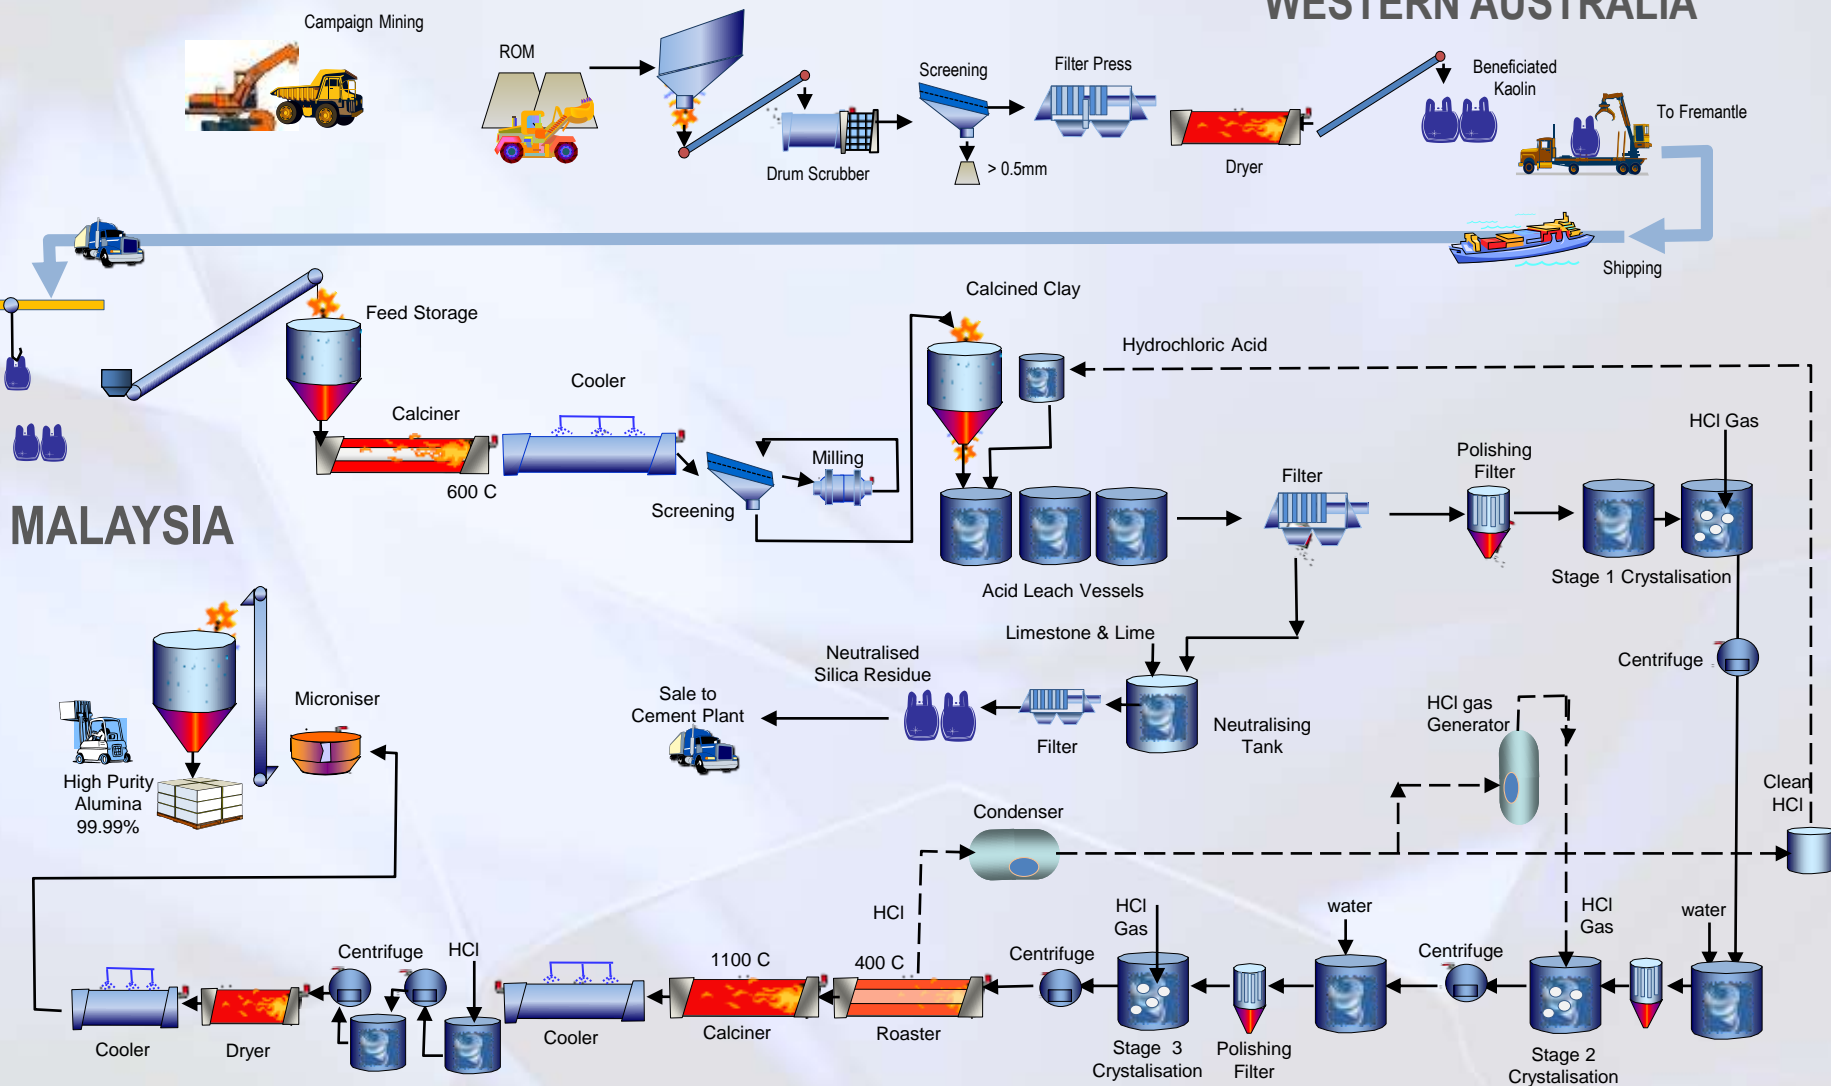 WESTERN AUSTRALIA
Campaign Mining
ROM
Screening
Filter Press
Beneficiated
Kaolin
To Fremantle
Drum Scrubber
> 0.5mm
Dryer
Shipping
Calcined Clay
Feed Storage
Hydrochloric Acid
Cooler
Calciner
HCl Gas
Polishing
Filter
Milling
Filter
600 C
Screening
MALAYSIA
Acid Leach Vessels
Stage 1 Crystalisation
Limestone & Lime
Neutralised
Silica Residue
Centrifuge
Microniser
Sale to
Cement Plant
HCl gas
Generator
Neutralising
Tank
Filter
High Purity
Alumina
99.99%
Clean
HCl
Condenser
HCl
HCl
Gas
water
HCl
Gas
water
Centrifuge
HCl
1100 C
400 C
Centrifuge
Centrifuge
Cooler
Dryer
Cooler
Calciner
Roaster
Stage 3
Crystalisation
Polishing
Filter
Stage 2
Crystalisation